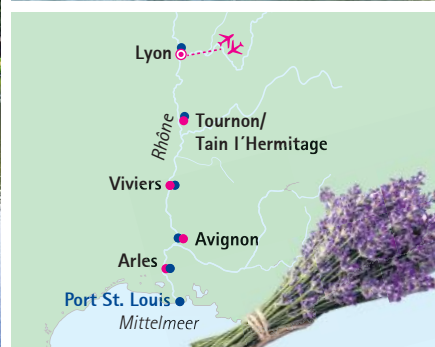 Lyon
Rhône
Tournon/
Tain l´Hermitage
Viviers
Avignon
Arles
Port St. Louis
Mittelmeer